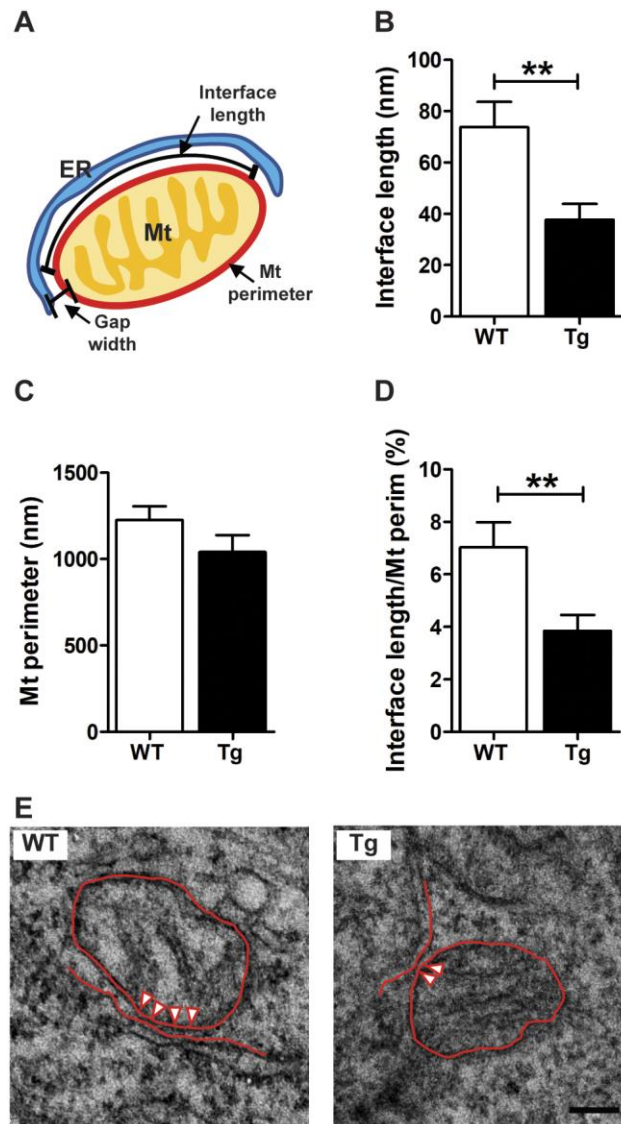 A
Interface
length
ER
Mt
Mt
perimeter
Gap
width
B
Interface length (nm)
100
80
60
40
20
0
**
WT
Tg
C
Mt perimeter (nm)
1500
1000
500
0
WT
Tg
D
Interface length/Mt perim (%)
10
8
6
4
2
0
**
WT
Tg
E
WT
Tg